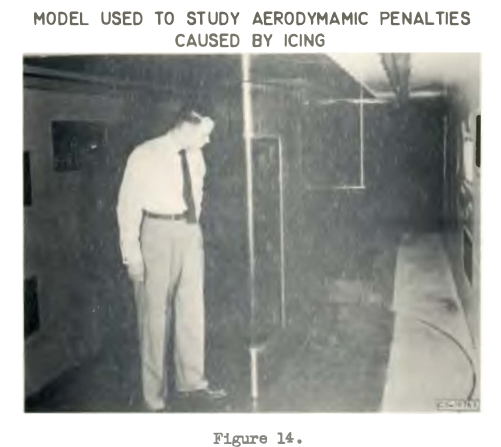 MODEL USED TO STUDY AERODYMAMIC PENALTIES
CAUSED BY ICING
Figure 14.